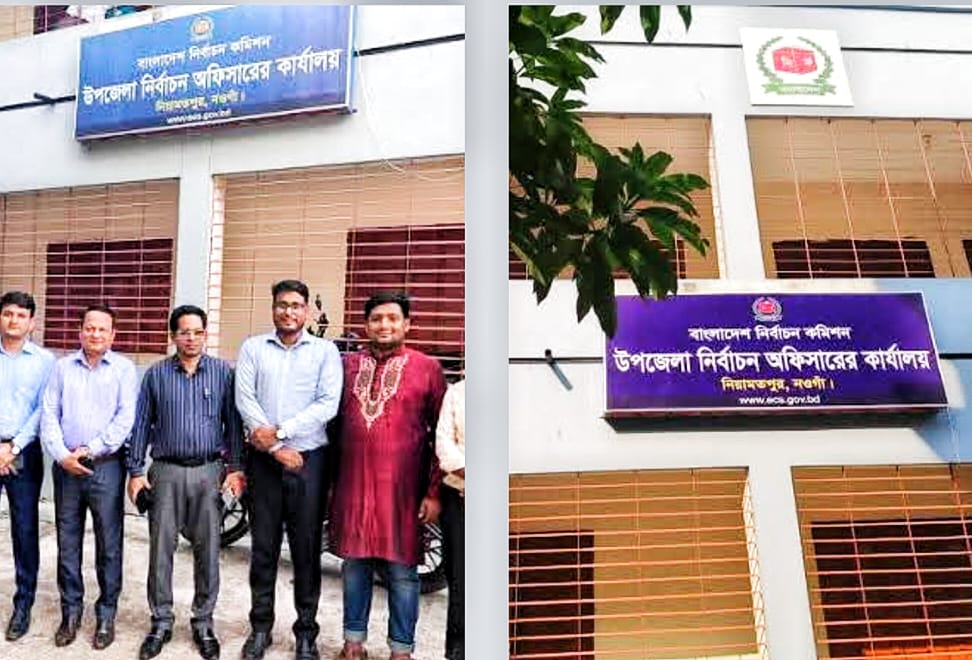 বাংলাদেশ নির্বাচন কমিশন
উপজেলা নির্বাচন অফিসারের কার্যালয়
নিয়ামতপুর, নওগাঁ।
www.ecs.gov.bd
বাংলাদেশ
বাংলাদেশ নির্বাচন কমিশন
উপজেলা নির্বাচন অফিসারের কার্যালয়
নিয়ামতপুর, নওগাঁ।
www.ecs.gov.bd